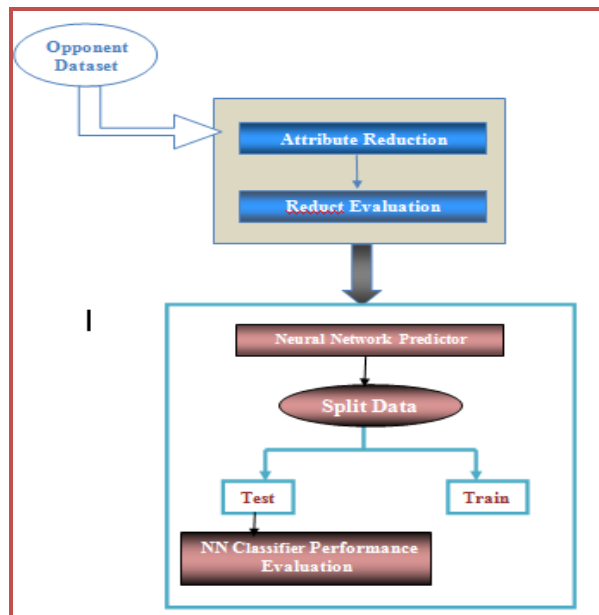 Opponent
Dataset
Attribute Reduction
Reduct Evaluation
Neural Network Predictor
Split Data
Test
Train
NN Classifier Performance
Evaluation